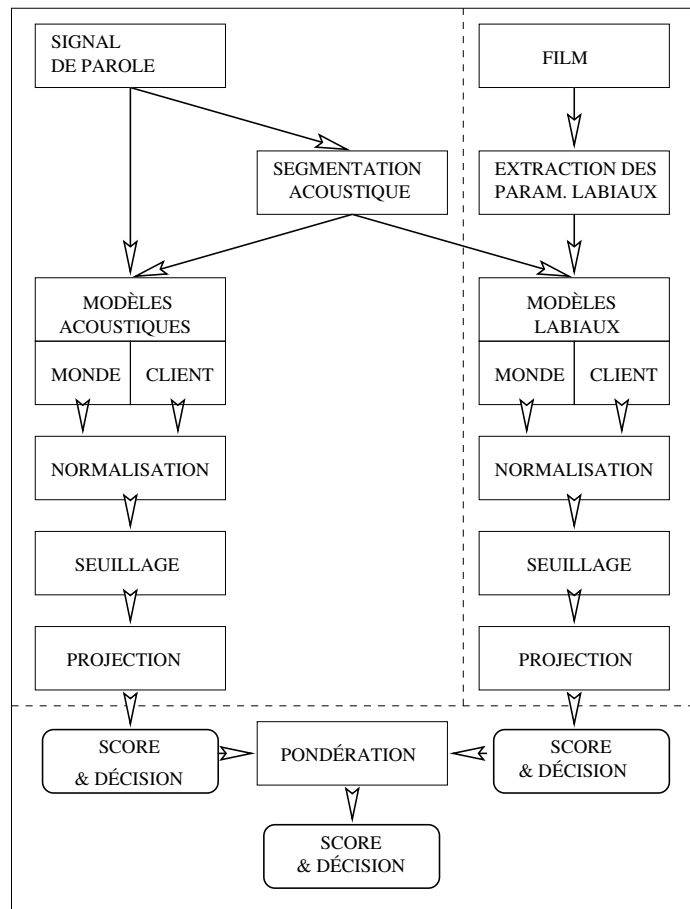 SIGNAL
DE PAROLE
FILM
SEGMENTATION
ACOUSTIQUE
EXTRACTION DES
PARAM. LABIAUX
MODÈLES
ACOUSTIQUES
MODÈLES
LABIAUX
MONDE
CLIENT
MONDE
CLIENT
NORMALISATION
NORMALISATION
SEUILLAGE
SEUILLAGE
PROJECTION
PROJECTION
SCORE
& DÉCISION
PONDÉRATION
SCORE
& DÉCISION
SCORE
& DÉCISION